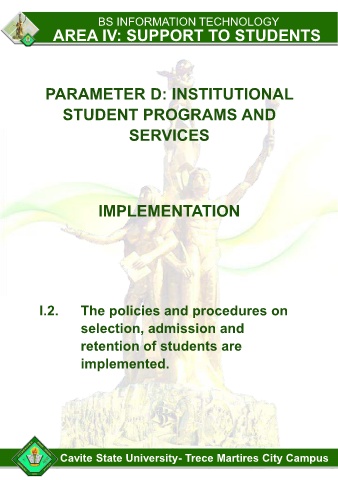 BS INFORMATION TECHNOLOGY
AREA IV: SUPPORT TO STUDENTS
PARAMETER D: INSTITUTIONAL
STUDENT PROGRAMS AND
SERVICES
IMPLEMENTATION
I.2. The policies and procedures on
selection, admission and
retention of students are
implemented.
Cavite State University- Trece Martires City Campus